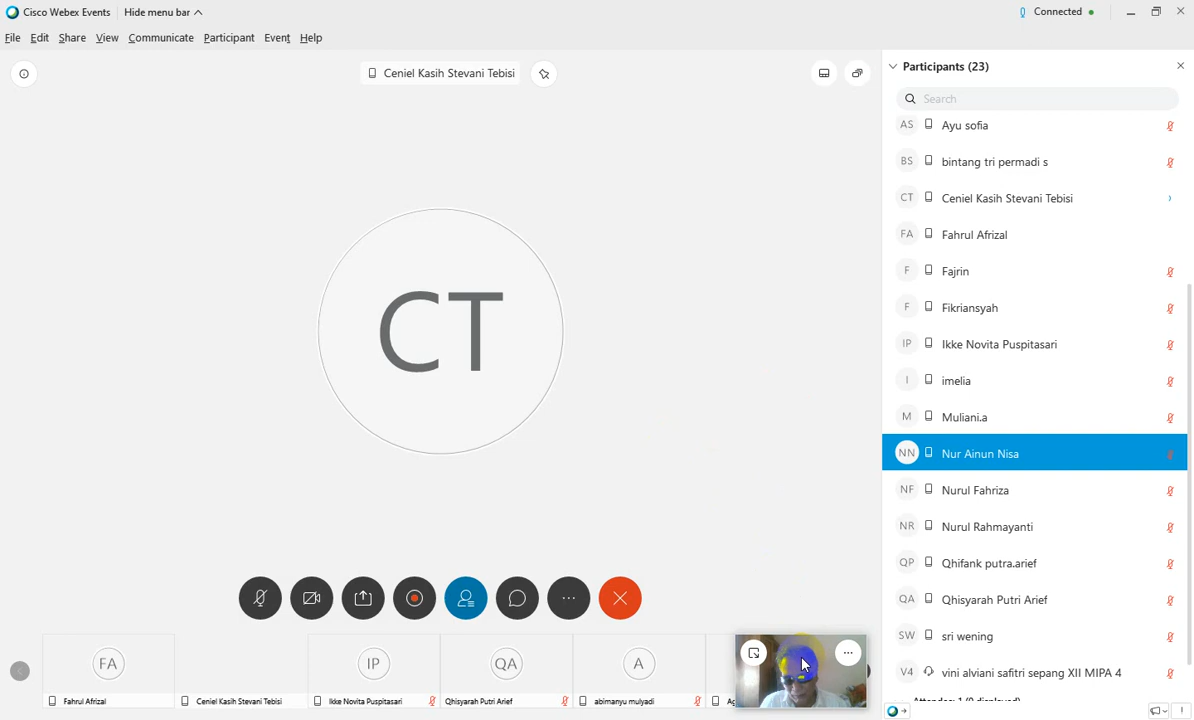 Cisco Webex Events
Hide menu bar
Connected
File Edit Share View Communicate Participant Event Help
Ceniel Kasih Stevani Tebisi
CT
Participants (23)
Search
AS Ayu sofia
BS bintang tri permadi s
CT Ceniel Kasih Stevani Tebisi
FA Fahrul Afrizal
F Fajrin
F Fikriansyah
IP Ikke Novita Puspitasari
I imelia
M Muliani.a
NN Nur Ainun Nisa
NF Nurul Fahriza
NR Nurul Rahmayanti
QP Qhifank putra.arief
QA Qhisyarah Putri Arief
SW sri wening
V4 vini alviani safitri sepang XII MIPA 4
FA
Fahrul Afrizal
Ceniel Kasih Stevani Tebisi
IP
Ikke Novita Puspitasari
QA
Qhisyarah Putri Arief
A
abimanyu mulyadi